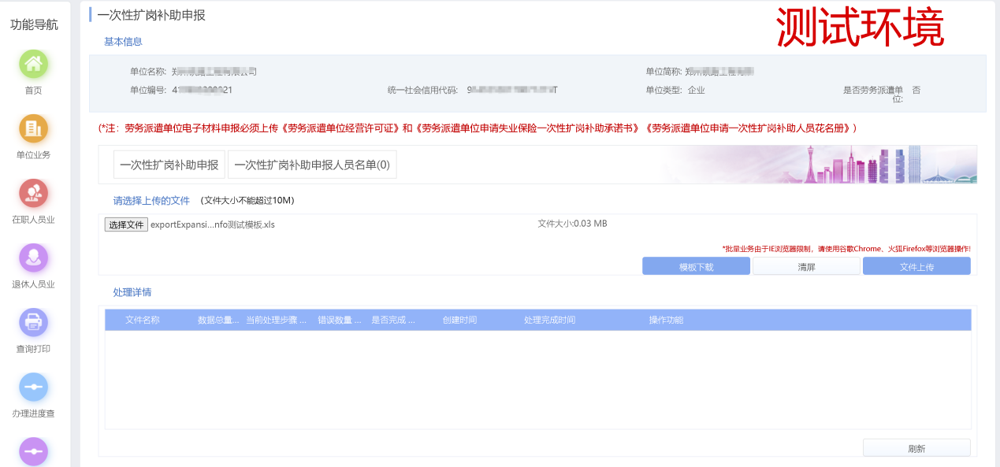 功能导航
首页
单位业务
在职人员业
退休人员业
查询打印
办理进度查
一次性扩岗补助申报
测试环境
基本信息
单位名称: 郑 公司
单位简称: 郑州
单位编号: 41 21
统一社会信用代码: 9 T
单位类型: 企业
是否劳务派遣单位: 否
(*注：劳务派遣单位电子材料申报必须上传《劳务派遣单位经营许可证》和《劳务派遣单位申请失业保险一次性扩岗补助承诺书》《劳务派遣单位申请一次性扩岗补助人员花名册》)
一次性扩岗补助申报
一次性扩岗补助申报人员名单(0)
请选择上传的文件 (文件大小不能超过10M)
选择文件 exportExpansi...nfo测试模板.xls
文件大小:0.03 MB
*批量业务由于IE浏览器限制，请使用谷歌Chrome、火狐Firefox等浏览器操作!
模板下载 清屏 文件上传
处理详情
文件名称 数据总量... 当前处理步骤 ... 错误数量 ... 是否完成 ... 创建时间 处理完成时间 操作功能
刷新